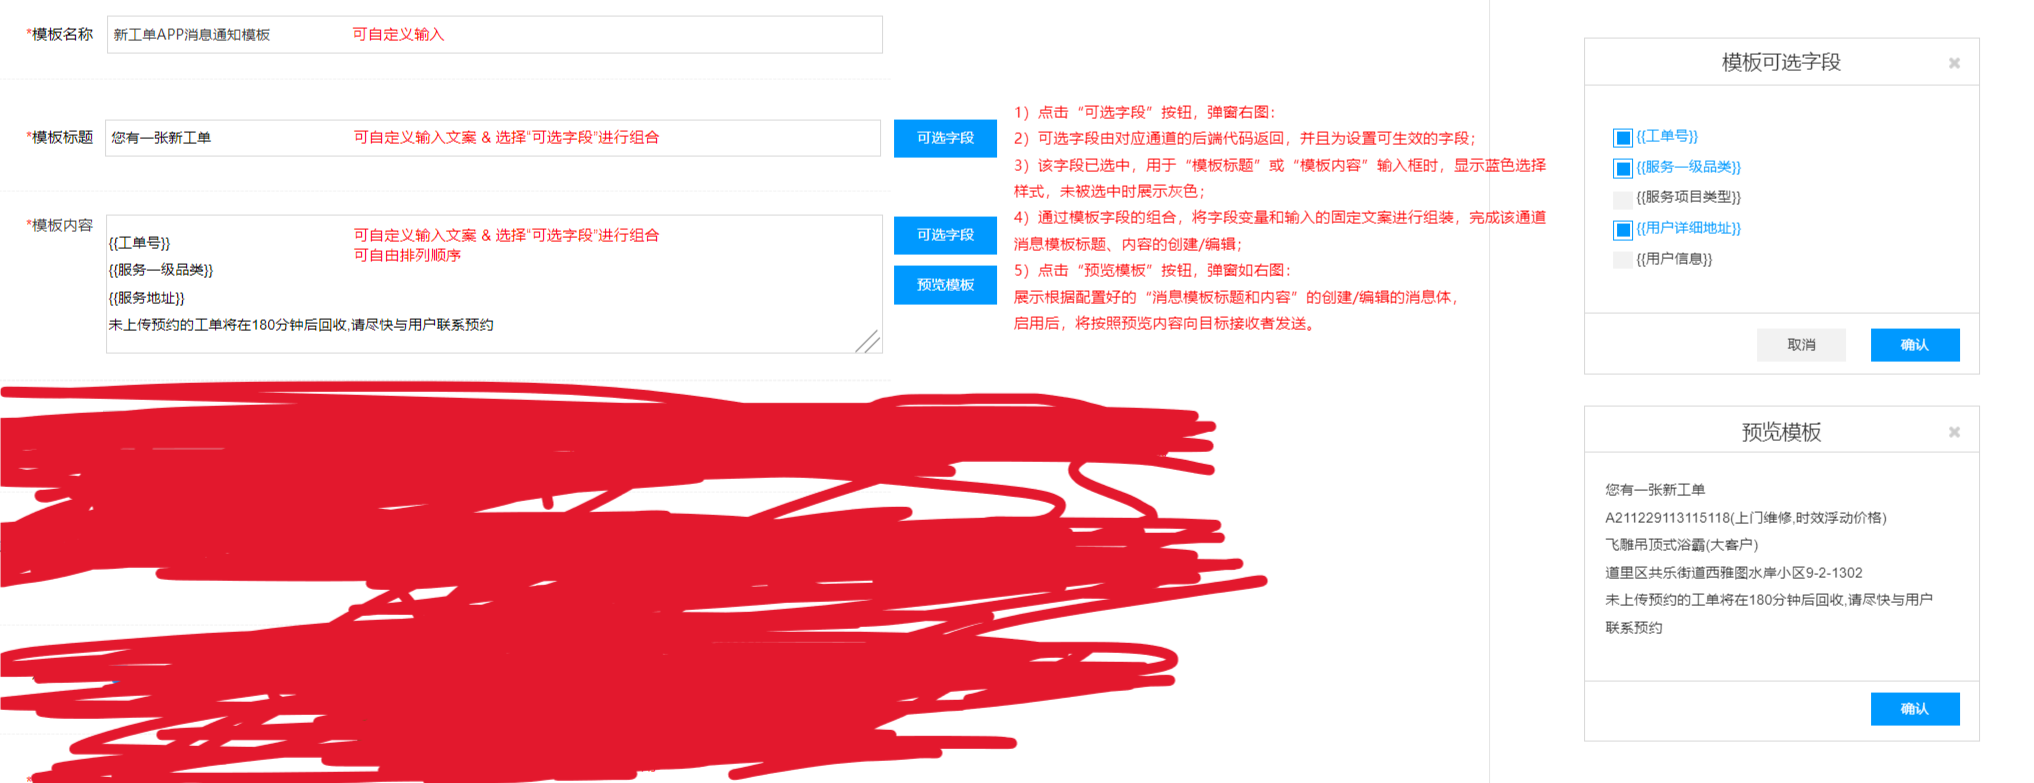 *模板名称
新工单APP消息通知模板
可自定义输入
*模板标题
您有一张新工单
可自定义输入文案 & 选择"可选字段"进行组合
可选字段
*模板内容
{{工单号}}
{{服务一级品类}}
{{服务地址}}
未上传预约的工单将在180分钟后回收,请尽快与用户联系预约
可自定义输入文案 & 选择"可选字段"进行组合
可自由排列顺序
可选字段
预览模板
1）点击“可选字段”按钮，弹窗右图：
2）可选字段由对应通道的后端代码返回，并且为设置可生效的字段；
3）该字段已选中，用于“模板标题”或“模板内容”输入框时，显示蓝色选择
样式，未被选中时展示灰色；
4）通过模板字段的组合，将字段变量和输入的固定文案进行组装，完成该通道
消息模板标题、内容的创建/编辑；
5）点击“预览模板”按钮，弹窗如右图：
展示根据配置好的“消息模板标题和内容”的创建/编辑的消息体，
启用后，将按照预览内容向目标接收者发送。
模板可选字段
{{工单号}}
{{服务一级品类}}
{{服务项目类型}}
{{用户详细地址}}
{{用户信息}}
取消
确认
预览模板
您有一张新工单
A211229113115118(上门维修,时效浮动价格)
飞雕吊顶式浴霸(大客户)
道里区共乐街道西雅图水岸小区9-2-1302
未上传预约的工单将在180分钟后回收,请尽快与用户
联系预约
确认